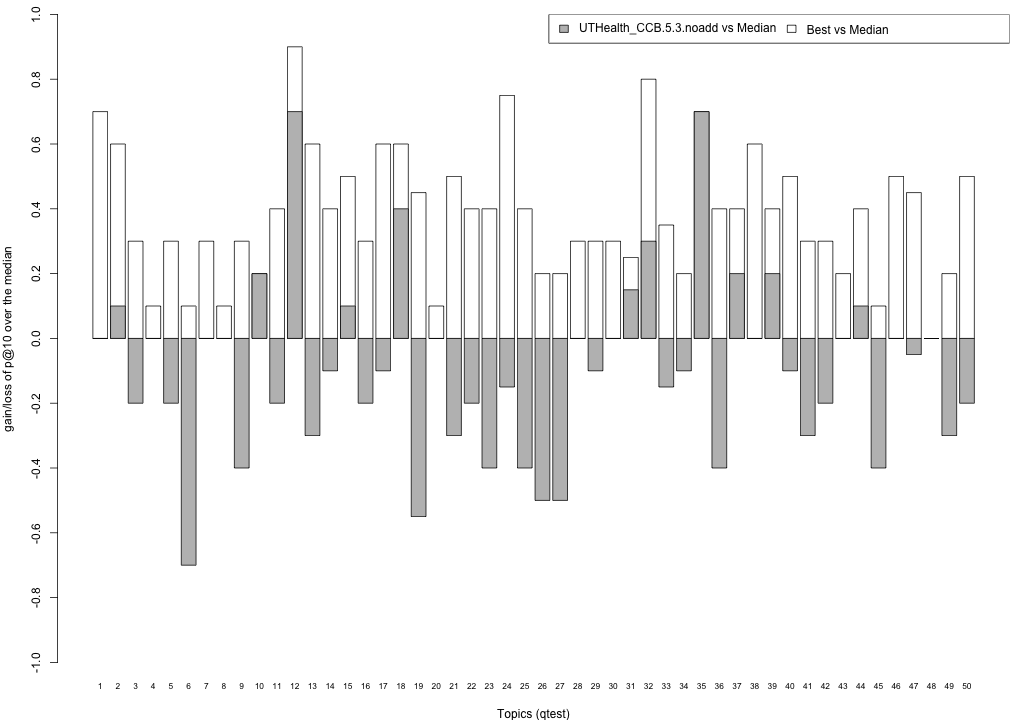 UTHealth_CCB.5.3.noadd vs Median Best vs Median
1.0
0.8
0.6
0.4
0.2
0.0
-0.2
-0.4
-0.6
-0.8
-1.0
gain/loss of p@10 over the median
1 2 3 4 5 6 7 8 9 10 11 12 13 14 15 16 17 18 19 20 21 22 23 24 25 26 27 28 29 30 31 32 33 34 35 36 37 38 39 40 41 42 43 44 45 46 47 48 49 50
Topics (qtest)